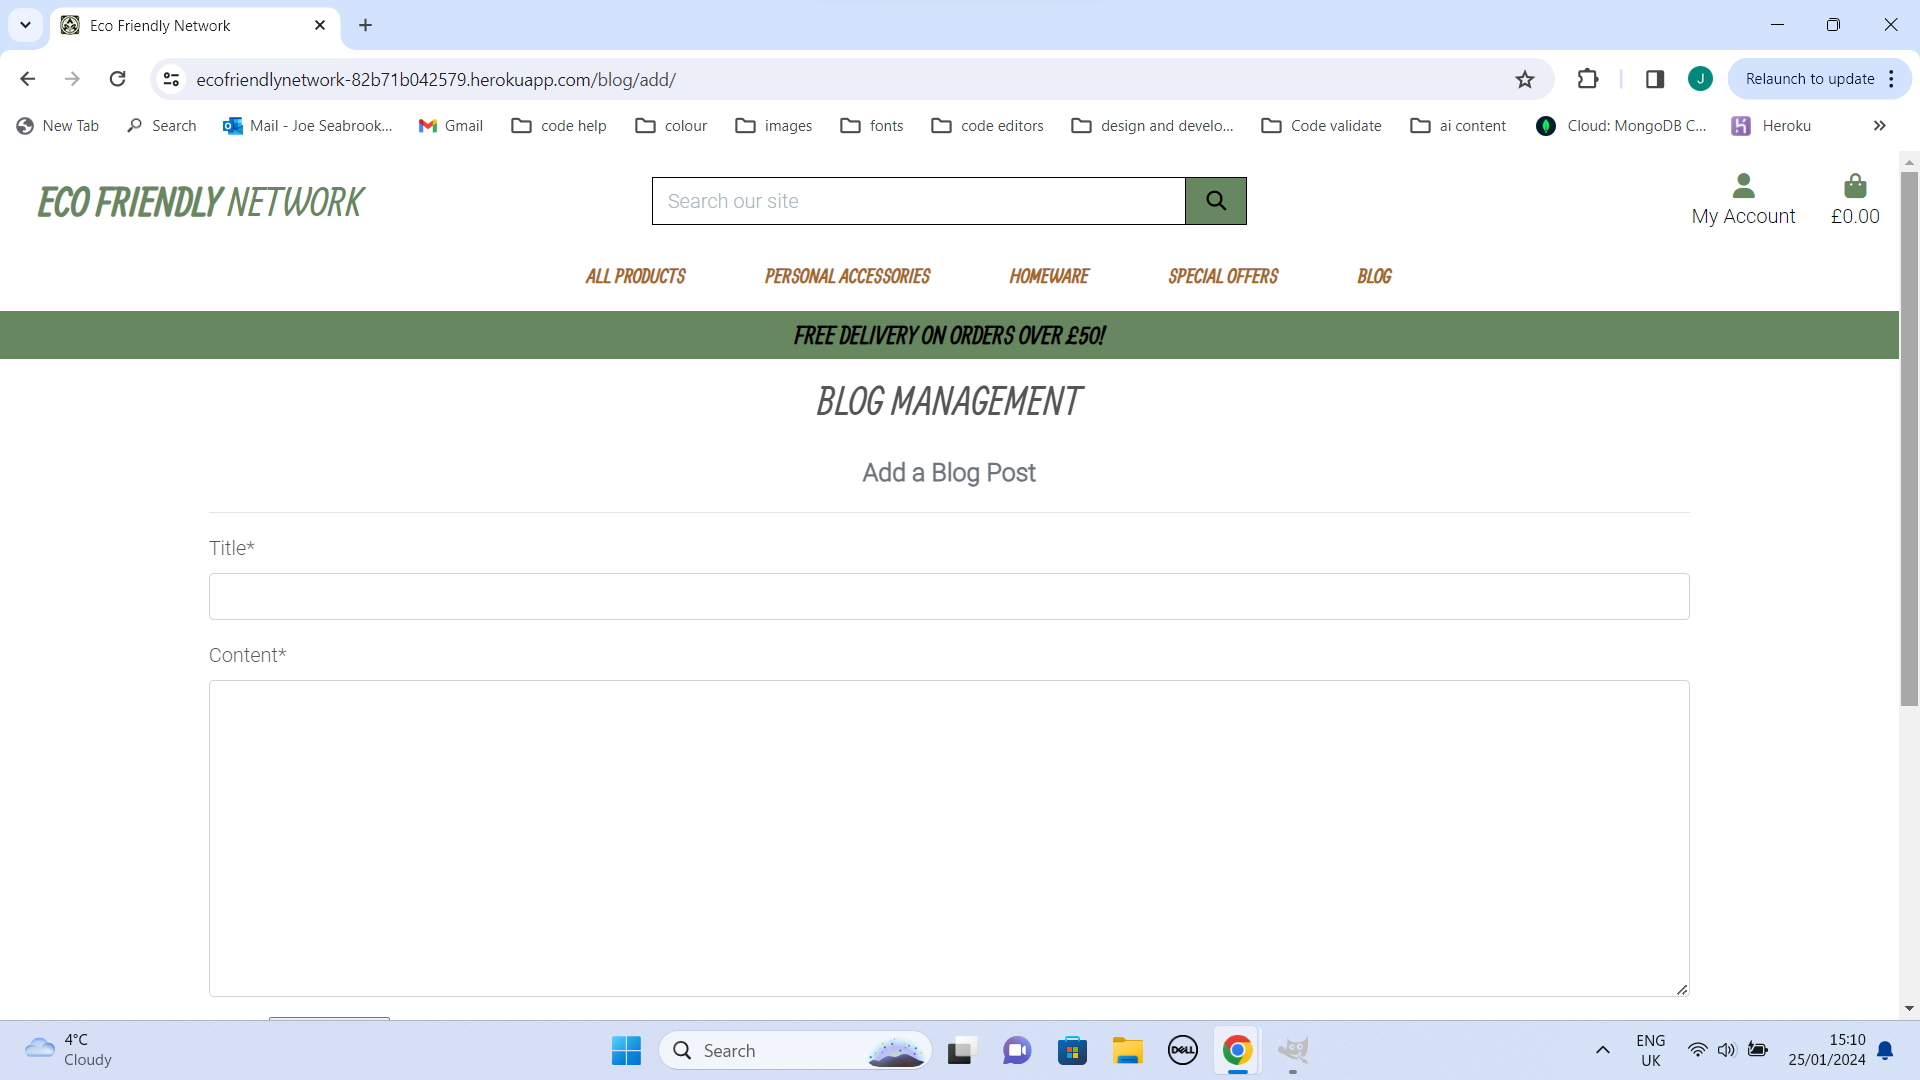 Eco Friendly Network
ecofriendlynetwork-82b71b042579.herokuapp.com/blog/add/
J
Relaunch to update
New Tab
Search
Mail - Joe Seabrook...
Gmail
code help
colour
images
fonts
code editors
design and develo...
Code validate
ai content
Cloud: MongoDB C...
Heroku
ECO FRIENDLY NETWORK
Search our site
My Account
£0.00
ALL PRODUCTS
PERSONAL ACCESSORIES
HOMEWARE
SPECIAL OFFERS
BLOG
FREE DELIVERY ON ORDERS OVER £50!
BLOG MANAGEMENT
Add a Blog Post
Title*
Content*
4°C
Cloudy
Search
DELL
ENG
UK
15:10
25/01/2024